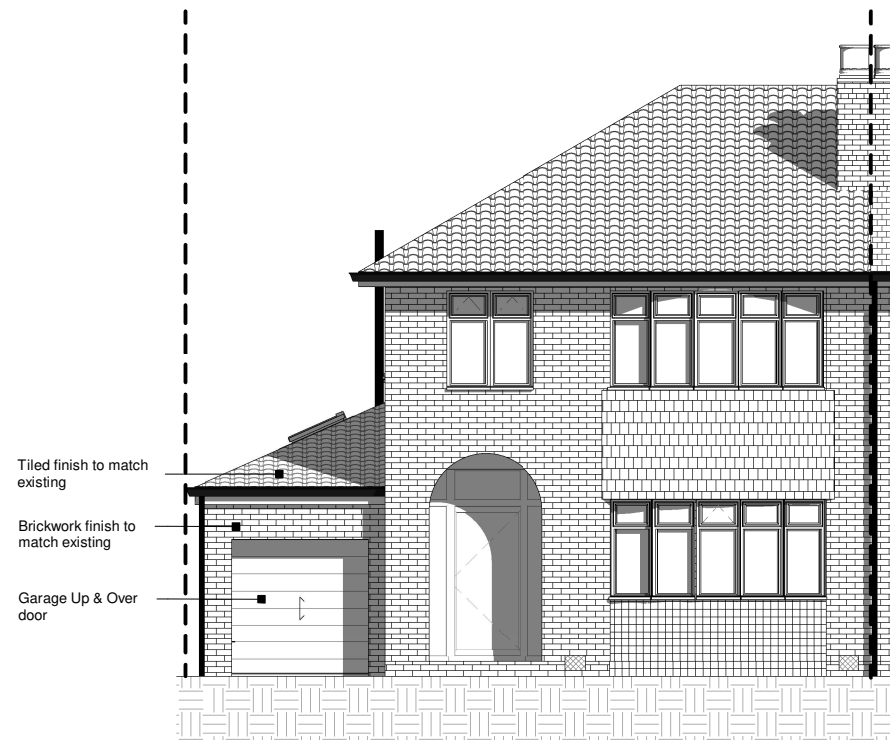 Tiled finish to match
existing
Brickwork finish to
match existing
Garage Up & Over
door